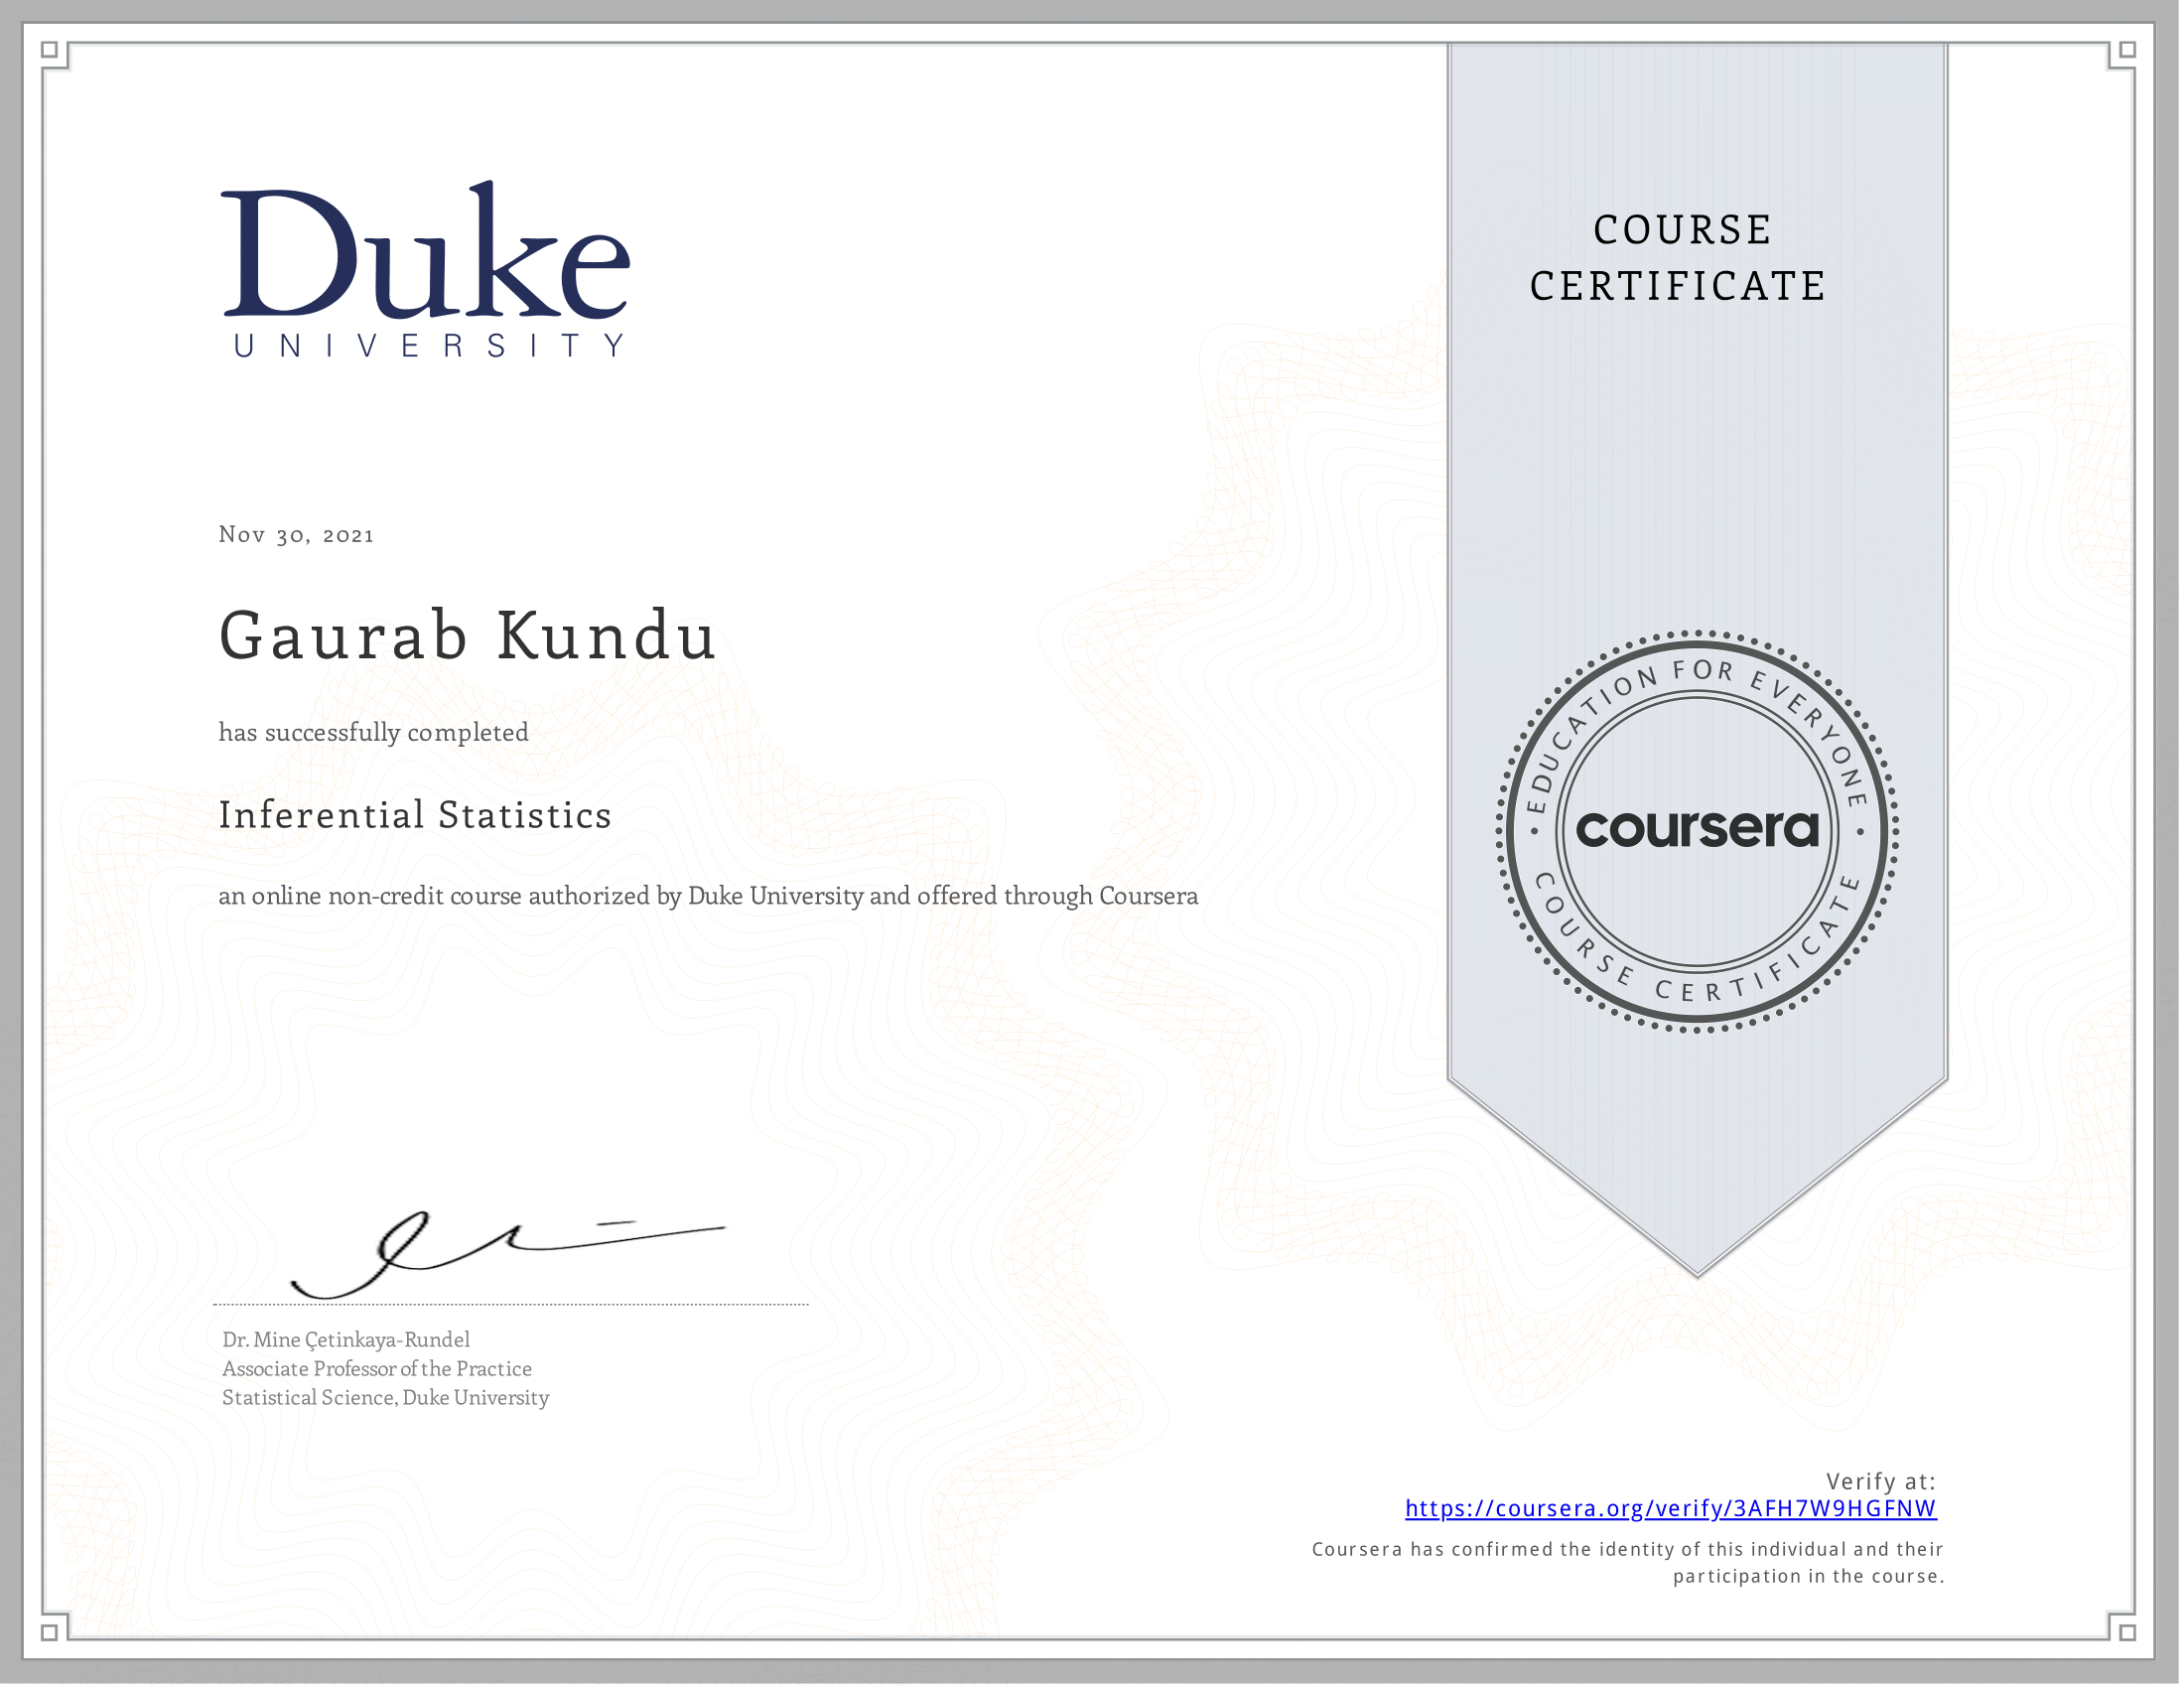 Duke
UNIVERSITY
COURSE
CERTIFICATE
Nov 30, 2021
Gaurab Kundu
has successfully completed
Inferential Statistics
an online non-credit course authorized by Duke University and offered through Coursera
EDUCATION FOR EVERYONE
coursera
COURSE CERTIFICATE
Dr. Mine Çetinkaya-Rundel
Associate Professor of the Practice
Statistical Science, Duke University
Verify at:
https://coursera.org/verify/3AFH7W9HGFNW
Coursera has confirmed the identity of this individual and their
participation in the course.